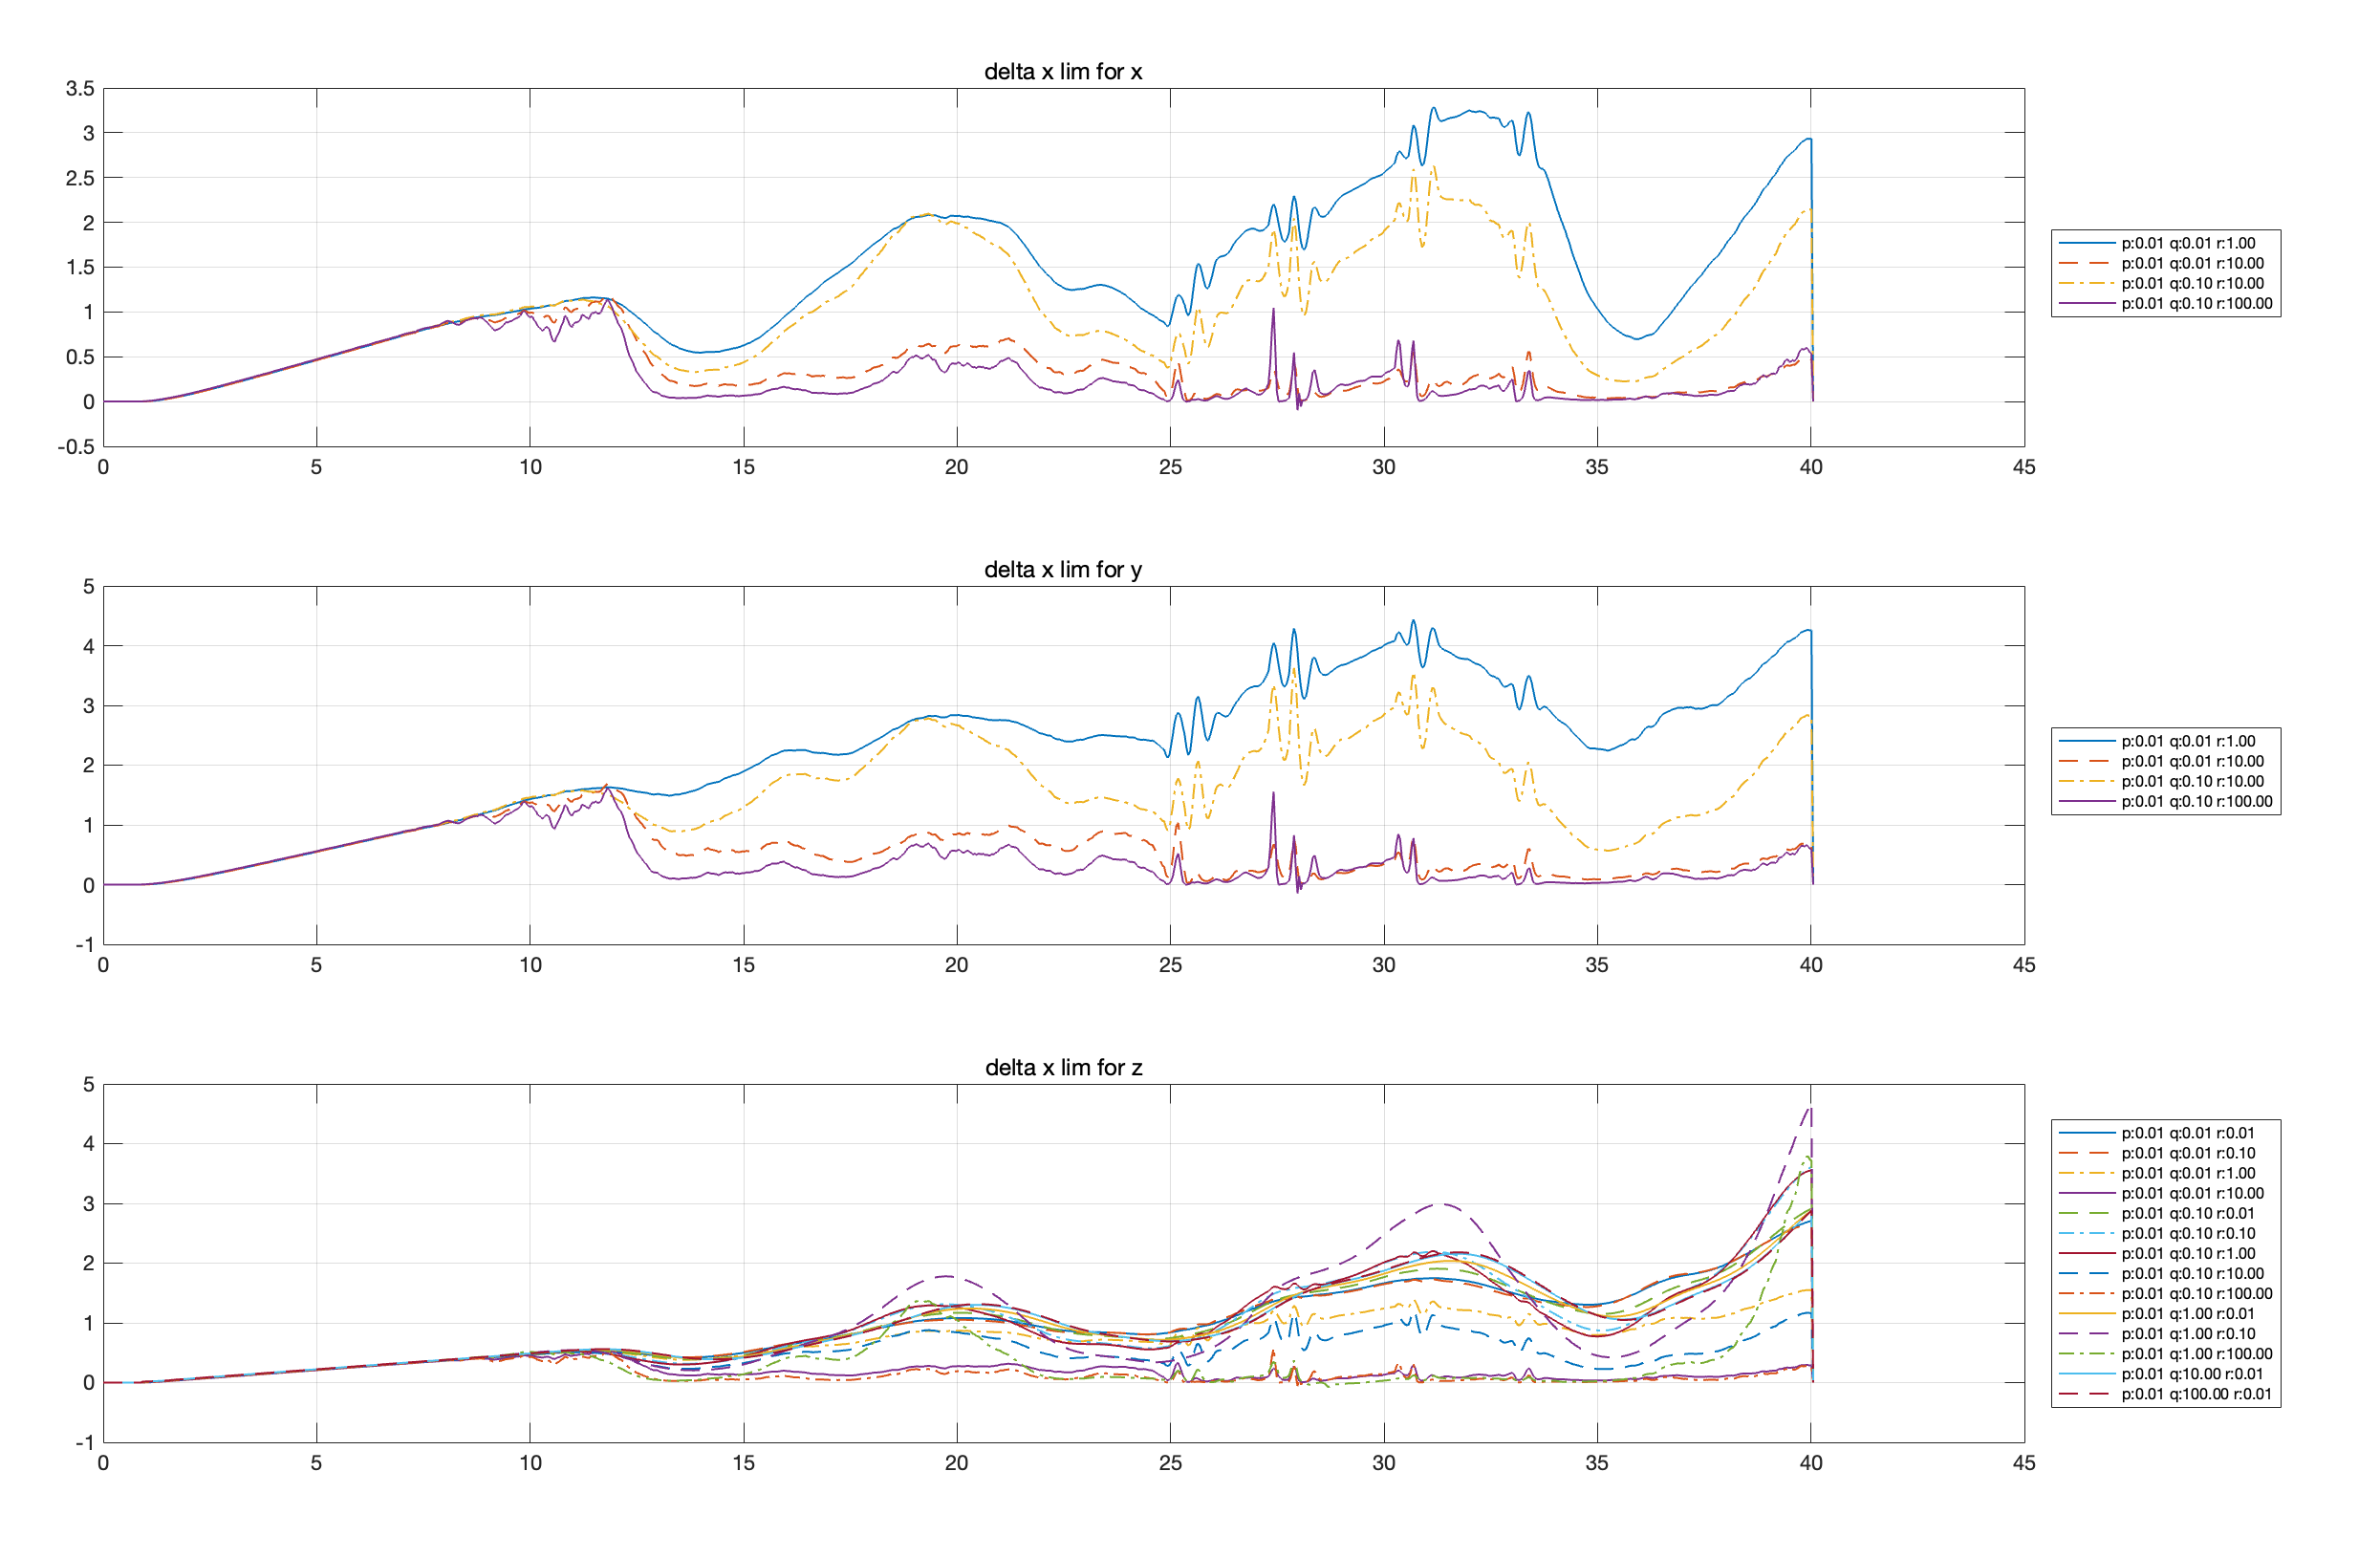 delta x lim for x
3.5
3
2.5
2
1.5
1
0.5
0
-0.5
0 5 10 15 20 25 30 35 40 45
p:0.01 q:0.01 r:1.00
p:0.01 q:0.01 r:10.00
p:0.01 q:0.10 r:10.00
p:0.01 q:0.10 r:100.00
delta x lim for y
5
4
3
2
1
0
-1
0 5 10 15 20 25 30 35 40 45
p:0.01 q:0.01 r:1.00
p:0.01 q:0.01 r:10.00
p:0.01 q:0.10 r:10.00
p:0.01 q:0.10 r:100.00
delta x lim for z
5
4
3
2
1
0
-1
0 5 10 15 20 25 30 35 40 45
p:0.01 q:0.01 r:0.01
p:0.01 q:0.01 r:0.10
p:0.01 q:0.01 r:1.00
p:0.01 q:0.01 r:10.00
p:0.01 q:0.10 r:0.01
p:0.01 q:0.10 r:0.10
p:0.01 q:0.10 r:1.00
p:0.01 q:0.10 r:10.00
p:0.01 q:0.10 r:100.00
p:0.01 q:1.00 r:0.01
p:0.01 q:1.00 r:0.10
p:0.01 q:1.00 r:100.00
p:0.01 q:10.00 r:0.01
p:0.01 q:100.00 r:0.01